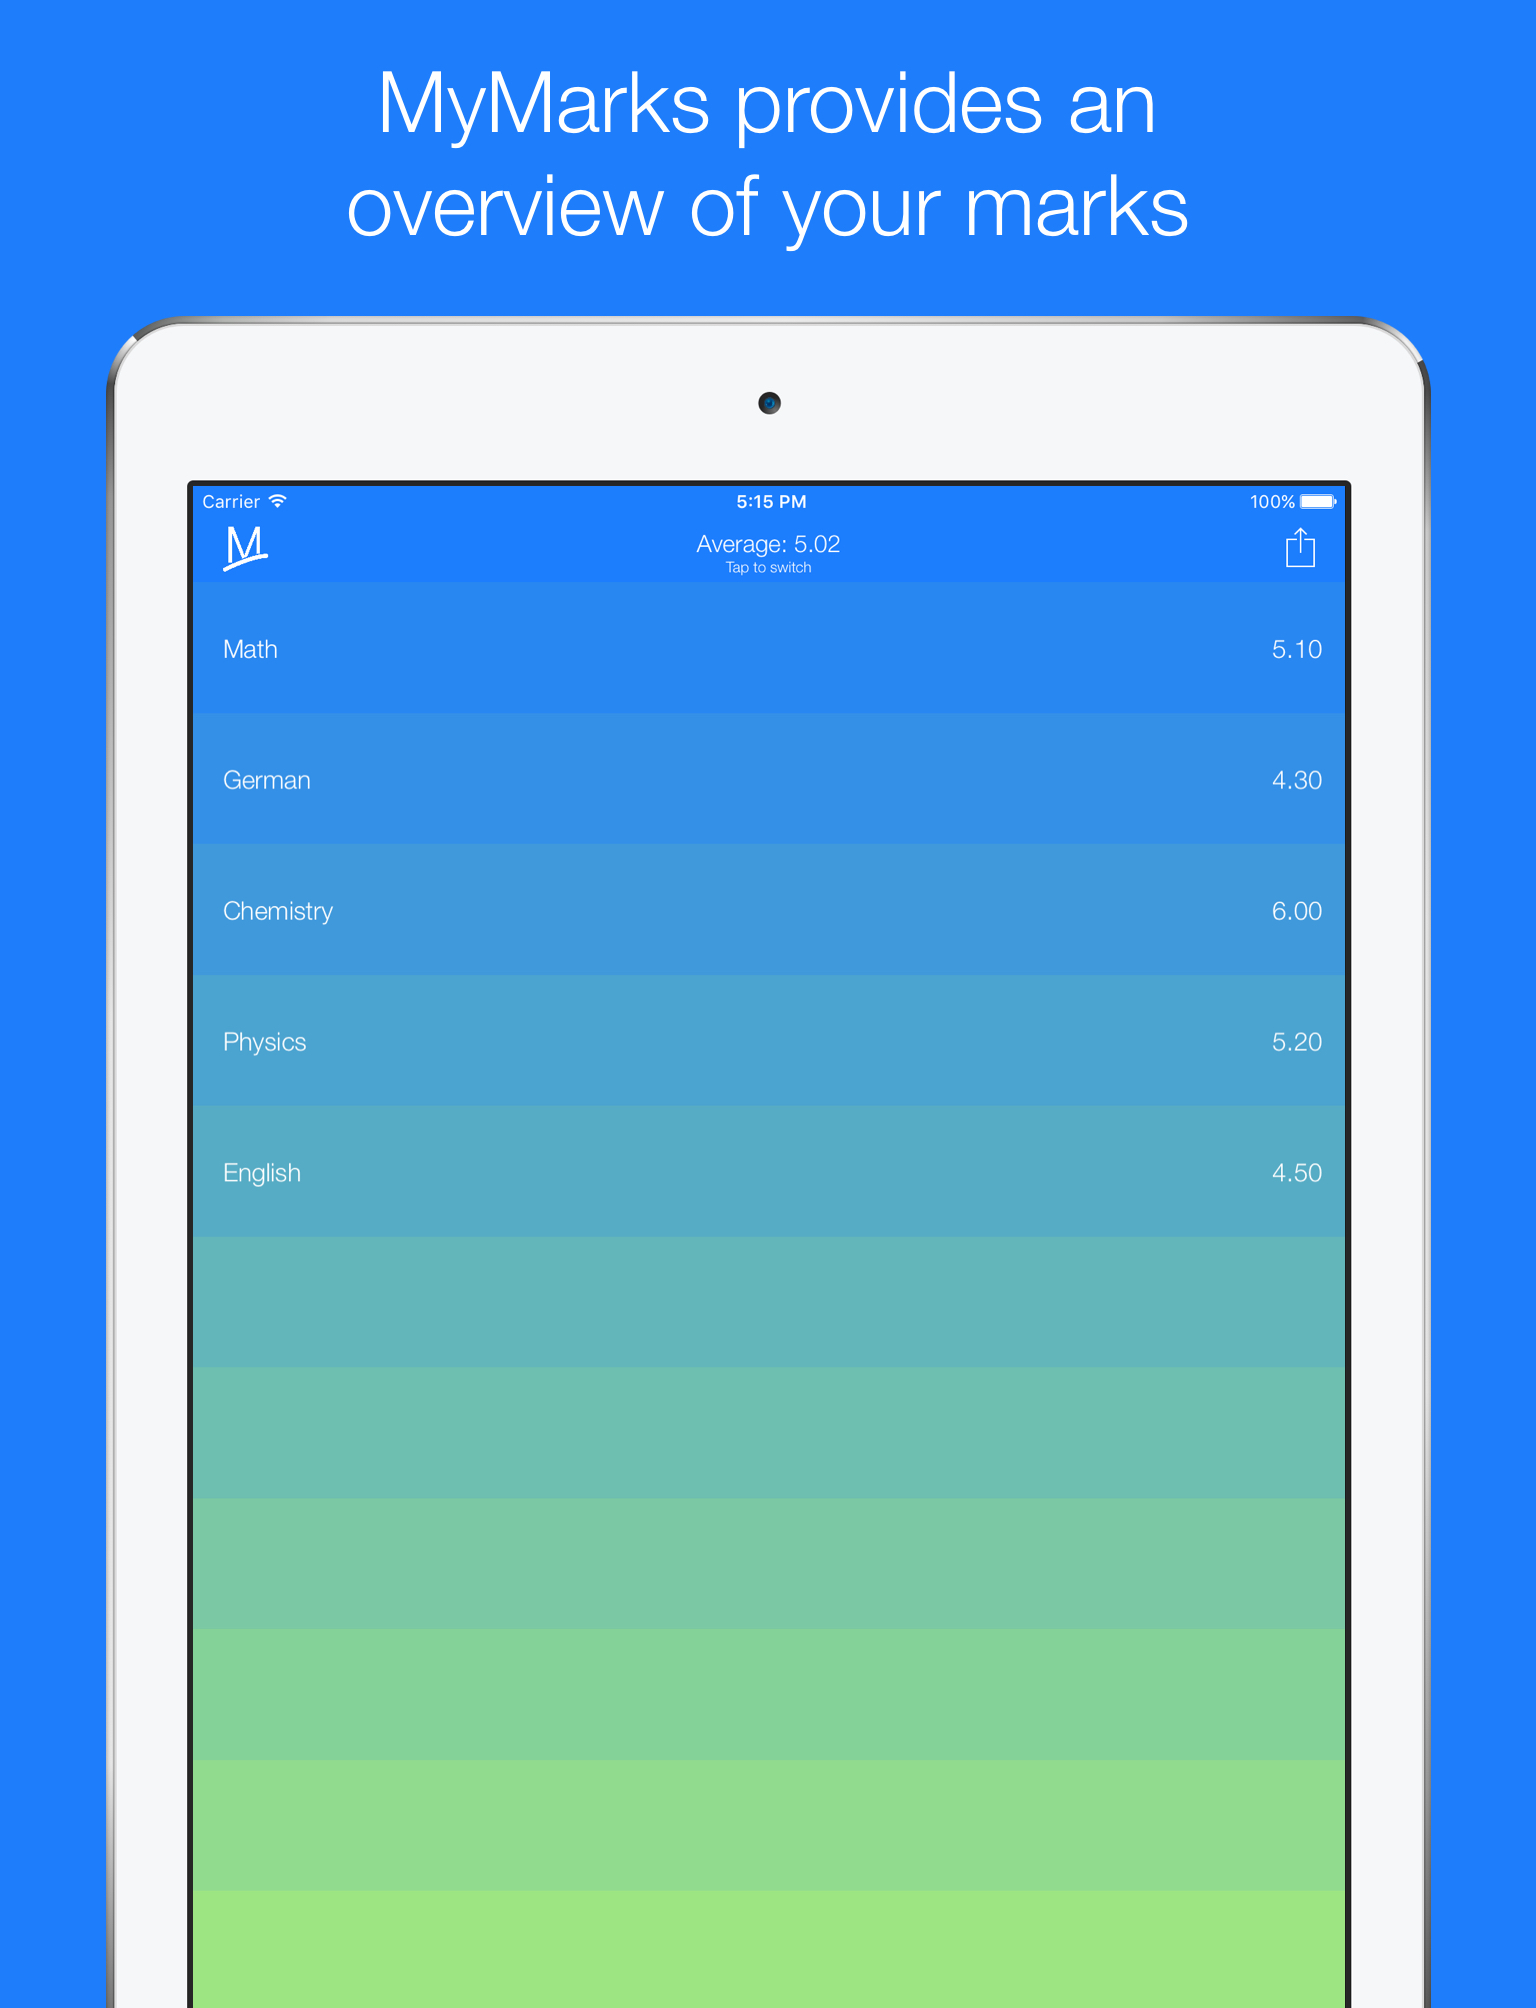 MyMarks provides an
overview of your marks
Carrier 5:15 PM 100%
M
Average: 5.02
Tap to switch
Math 5.10
German 4.30
Chemistry 6.00
Physics 5.20
English 4.50